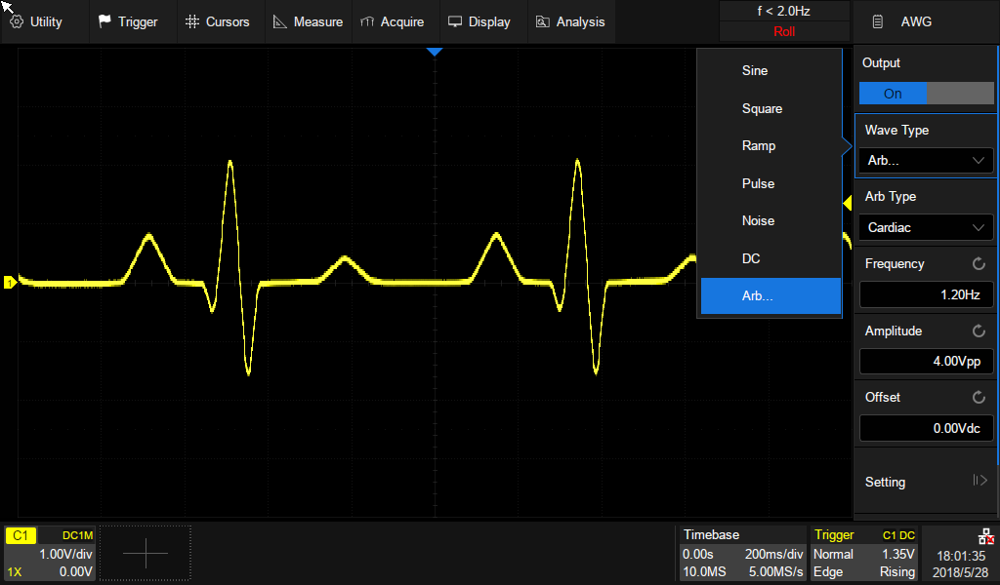 Utility
Trigger
Cursors
Measure
Acquire
Display
Analysis
f < 2.0Hz
Roll
AWG
Sine
Square
Ramp
Pulse
Noise
DC
Arb...
Output
On
Wave Type
Arb...
Arb Type
Cardiac
Frequency
1.20Hz
Amplitude
4.00Vpp
Offset
0.00Vdc
Setting
1
C1 DC1M
1.00V/div
1X 0.00V
Timebase
0.00s 200ms/div
10.0MS 5.00MS/s
Trigger C1 DC
Normal 1.35V
Edge Rising
18:01:35
2018/5/28